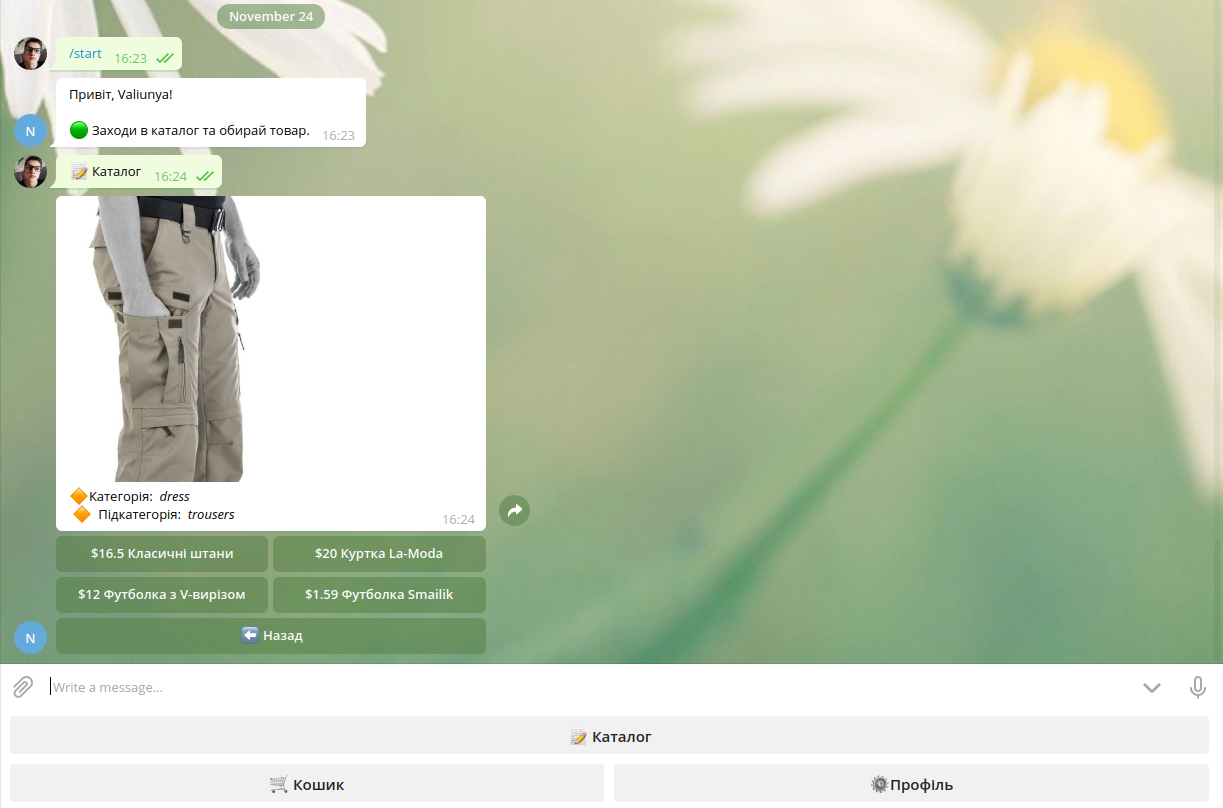 November 24
/start 16:23
Привіт, Valiunya!
🟢 Заходи в каталог та обирай товар. 16:23
N
📝 Каталог 16:24
🔶Категорія: dress
🔶 Підкатегорія: trousers
16:24
$16.5 Класичні штани
$20 Куртка La-Moda
$12 Футболка з V-вирізом
$1.59 Футболка Smailik
⬅️ Назад
N
Write a message...
📝 Каталог
🛒 Кошик
⚙️Профіль